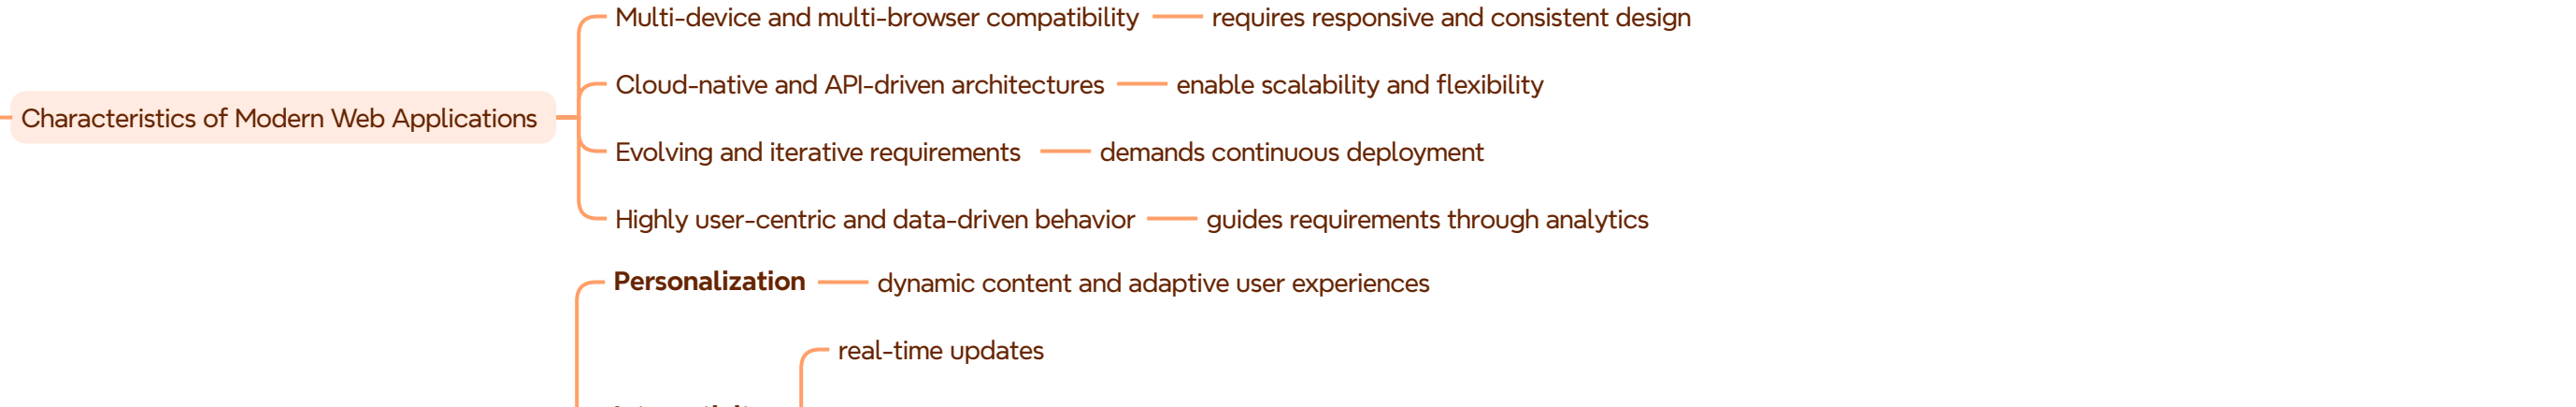 Multi-device and multi-browser compatibility requires responsive and consistent design
Cloud-native and API-driven architectures enable scalability and flexibility
Characteristics of Modern Web Applications
Evolving and iterative requirements demands continuous deployment
Highly user-centric and data-driven behavior guides requirements through analytics
Personalization dynamic content and adaptive user experiences
real-time updates